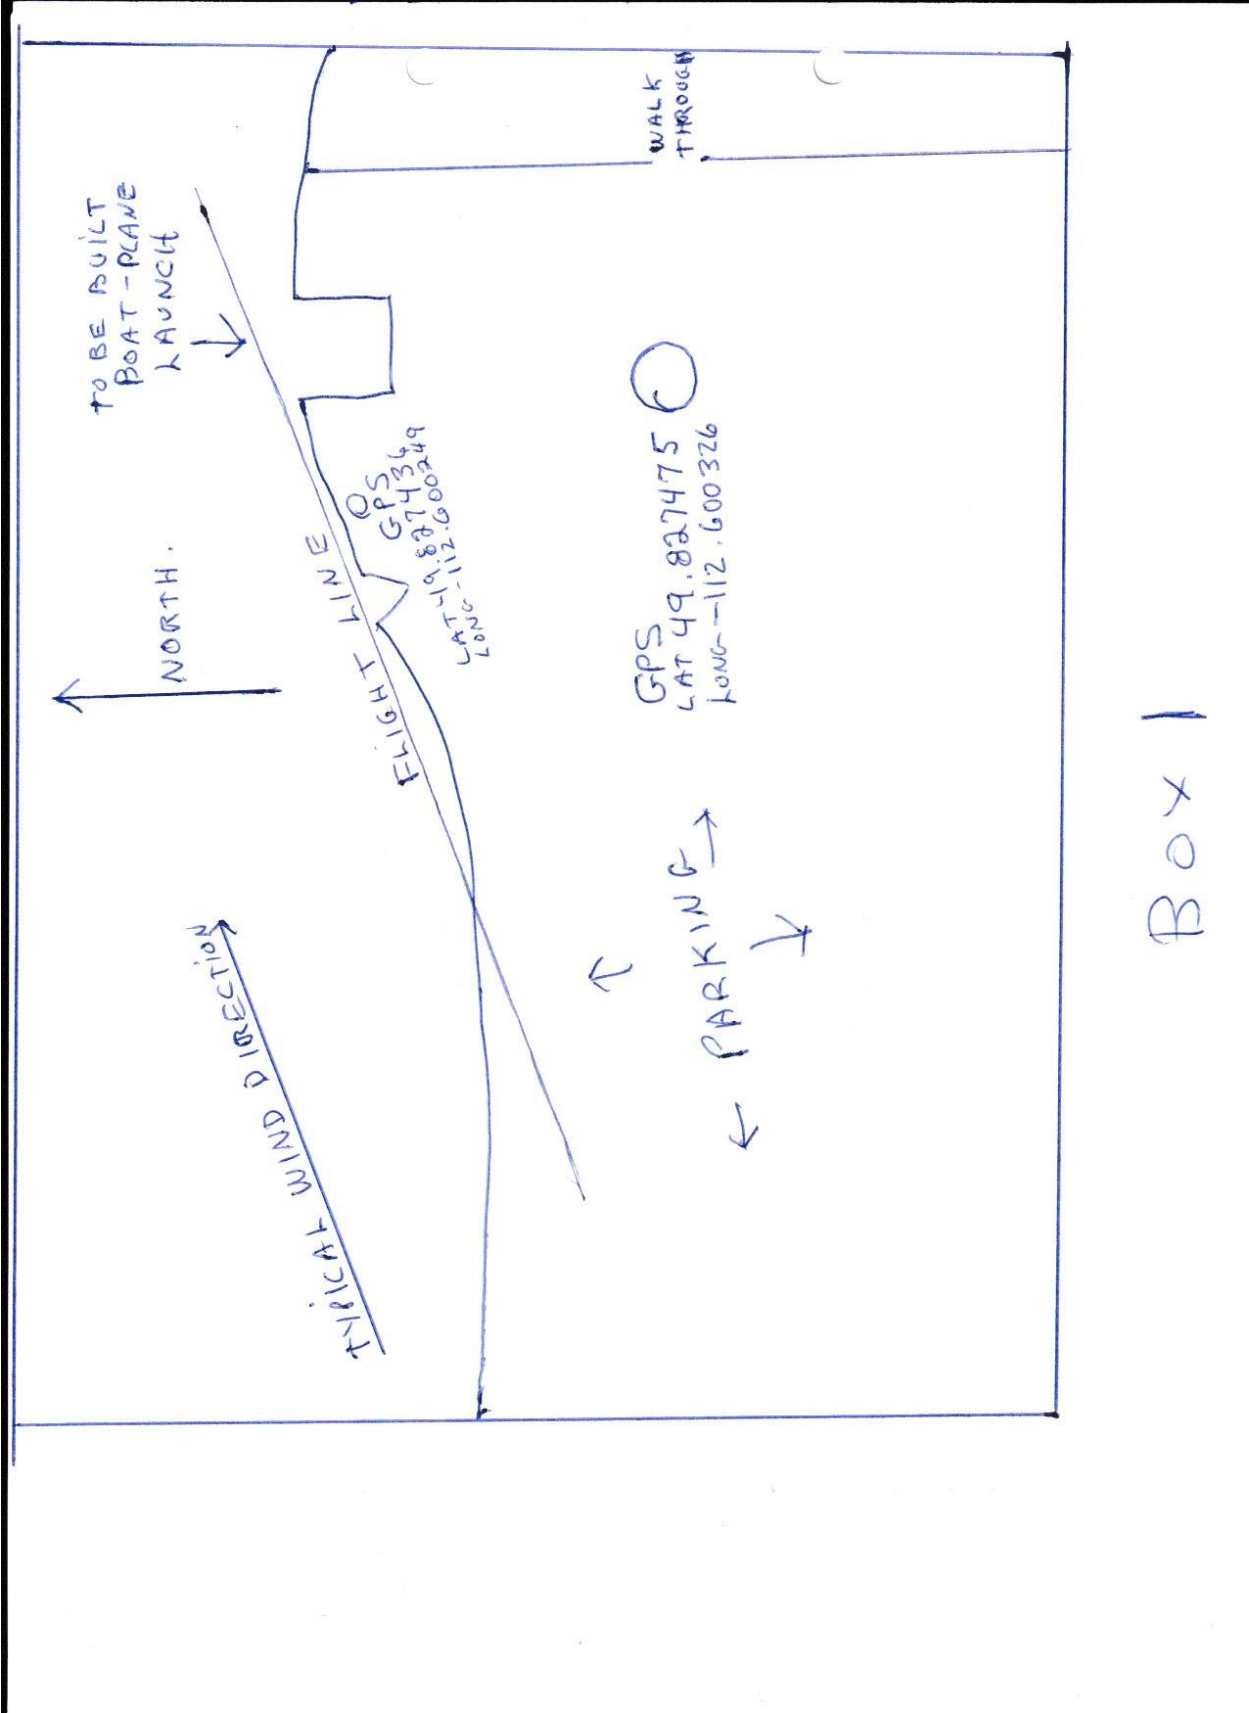 TO BE BUILT
BOAT-PLANE
LAUNCH
NORTH.
TYPICAL WIND DIRECTION
FLIGHT LINE
GPS
LAT 49.827436
LONG -112.600249
WALK
THROUGH
GPS
LAT 49.827475
LONG -112.600326
PARKING
BOX 1